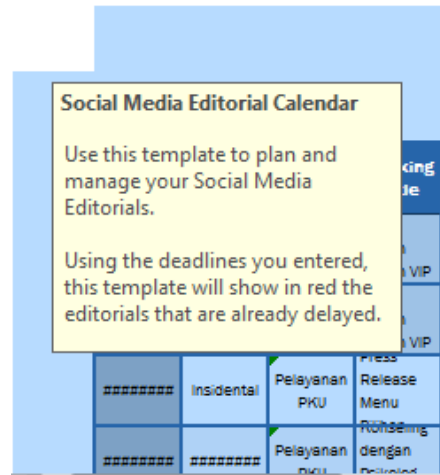 Social Media Editorial Calendar
Use this template to plan and
manage your Social Media
Editorials.
Using the deadlines you entered,
this template will show in red the
editorials that are already delayed.
king
VIP
VIP
######## Insidental Pelayanan PKU Press Release Menu
######## ######## Pelayanan PKU dengan